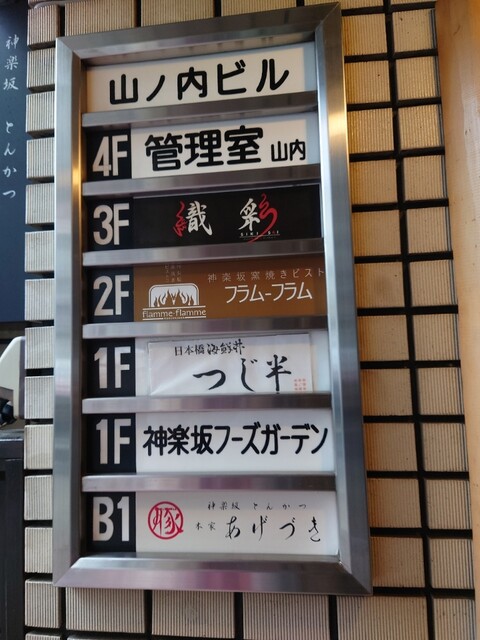 神楽坂 とんかつ
山ノ内ビル
4F 管理室 山内
3F 織彩
2F 神楽坂窯焼きビストロ
フラム-フラム
flamme-flamme
1F 日本橋海鮮丼
つじ半
1F 神楽坂フーズガーデン
B1 豚 神楽坂とんかつ
本家 あげづき